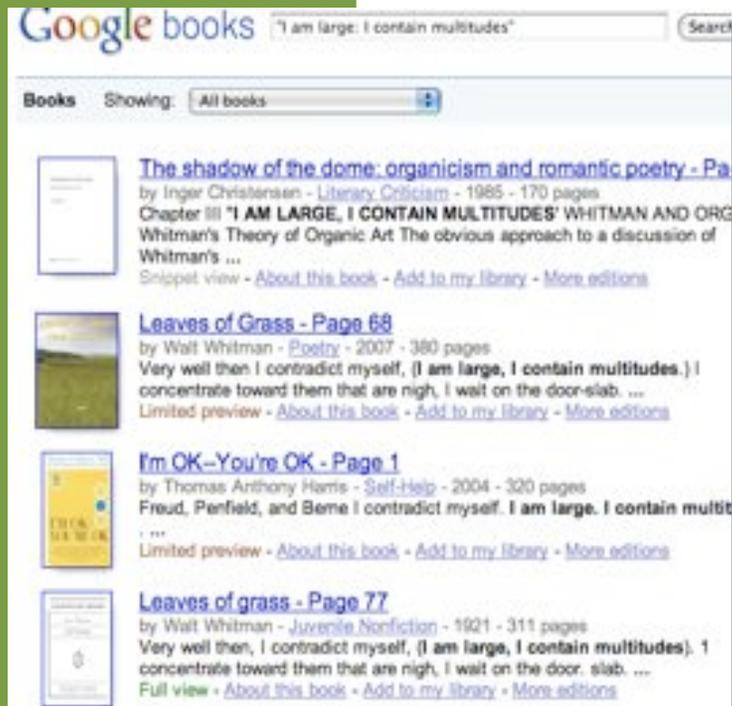 Google books "I am large: I contain multitudes" Search
Books Showing: All books
The shadow of the dome: organicism and romantic poetry - Pa
by Inger Christensen - Literary Criticism - 1985 - 170 pages
Chapter III "I AM LARGE, I CONTAIN MULTITUDES' WHITMAN AND ORG
Whitman's Theory of Organic Art The obvious approach to a discussion of
Whitman's ...
Snippet view - About this book - Add to my library - More editions
Leaves of Grass - Page 68
by Walt Whitman - Poetry - 2007 - 380 pages
Very well then I contradict myself, (I am large, I contain multitudes.) I
concentrate toward them that are nigh, I wait on the door-slab. ...
Limited preview - About this book - Add to my library - More editions
I'm OK--You're OK - Page 1
by Thomas Anthony Harris - Self-Help - 2004 - 320 pages
Freud, Penfield, and Berne I contradict myself. I am large. I contain multit
. ...
Limited preview - About this book - Add to my library - More editions
I'M OK
YOU'RE OK
Leaves of grass - Page 77
by Walt Whitman - Juvenile Nonfiction - 1921 - 311 pages
Very well then, I contradict myself, (I am large, I contain multitudes). 1
concentrate toward them that are nigh, I wait on the door. slab. ...
Full view - About this book - Add to my library - More editions